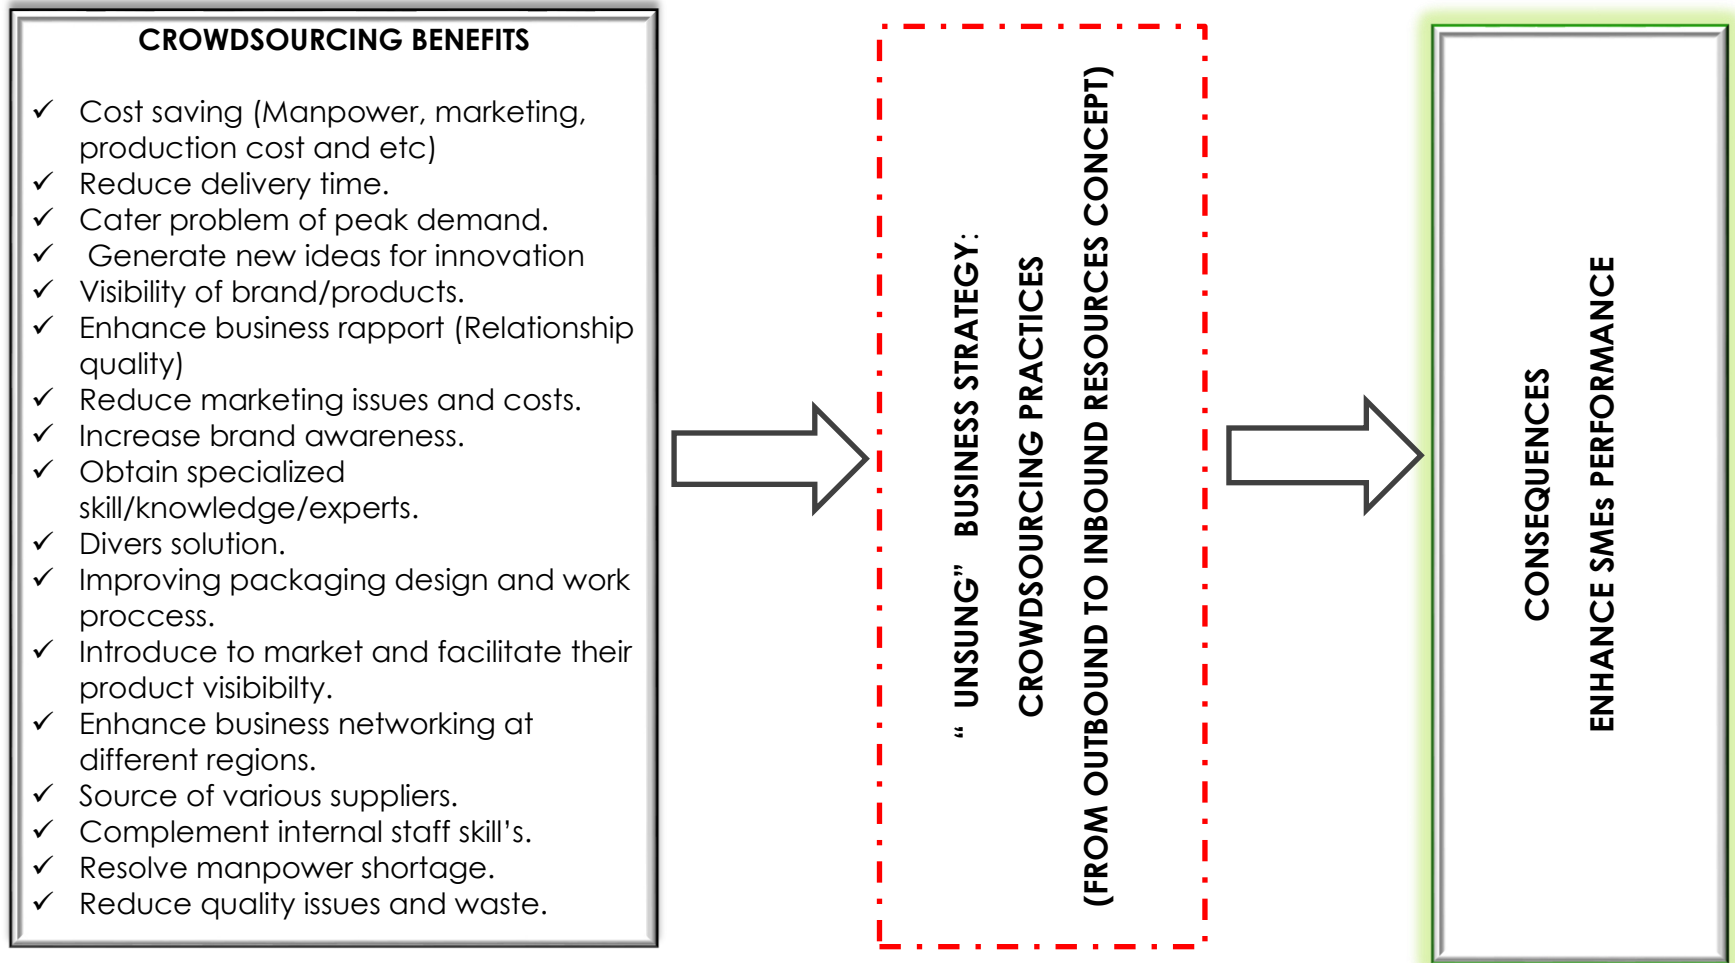 CROWDSOURCING BENEFITS
✓ Cost saving (Manpower, marketing,
production cost and etc)
✓ Reduce delivery time.
✓ Cater problem of peak demand.
✓ Generate new ideas for innovation
✓ Visibility of brand/products.
✓ Enhance business rapport (Relationship
quality)
✓ Reduce marketing issues and costs.
✓ Increase brand awareness.
✓ Obtain specialized
skill/knowledge/experts.
✓ Divers solution.
✓ Improving packaging design and work
proccess.
✓ Introduce to market and facilitate their
product visibibilty.
✓ Enhance business networking at
different regions.
✓ Source of various suppliers.
✓ Complement internal staff skill’s.
✓ Resolve manpower shortage.
✓ Reduce quality issues and waste.
“ UNSUNG” BUSINESS STRATEGY:
CROWDSOURCING PRACTICES
(FROM OUTBOUND TO INBOUND RESOURCES CONCEPT)
CONSEQUENCES
ENHANCE SMEs PERFORMANCE